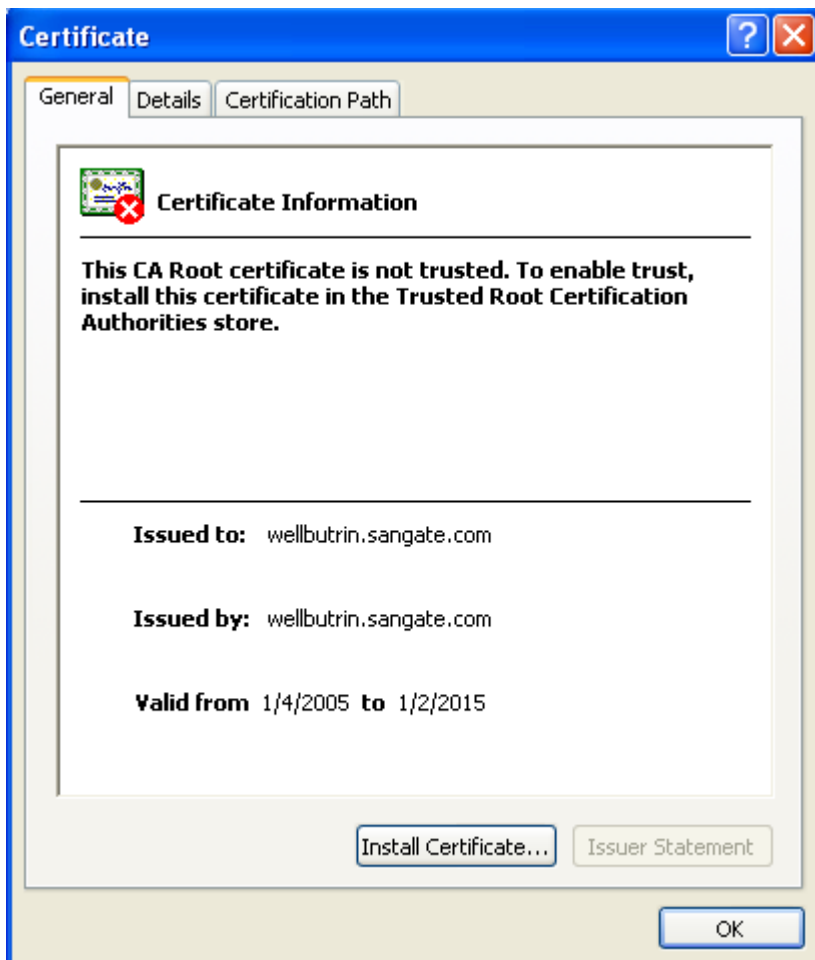 Certificate
General Details Certification Path
Certificate Information
This CA Root certificate is not trusted. To enable trust,
install this certificate in the Trusted Root Certification
Authorities store.
Issued to: wellbutrin.sangate.com
Issued by: wellbutrin.sangate.com
Valid from 1/4/2005 to 1/2/2015
Install Certificate... Issuer Statement
OK